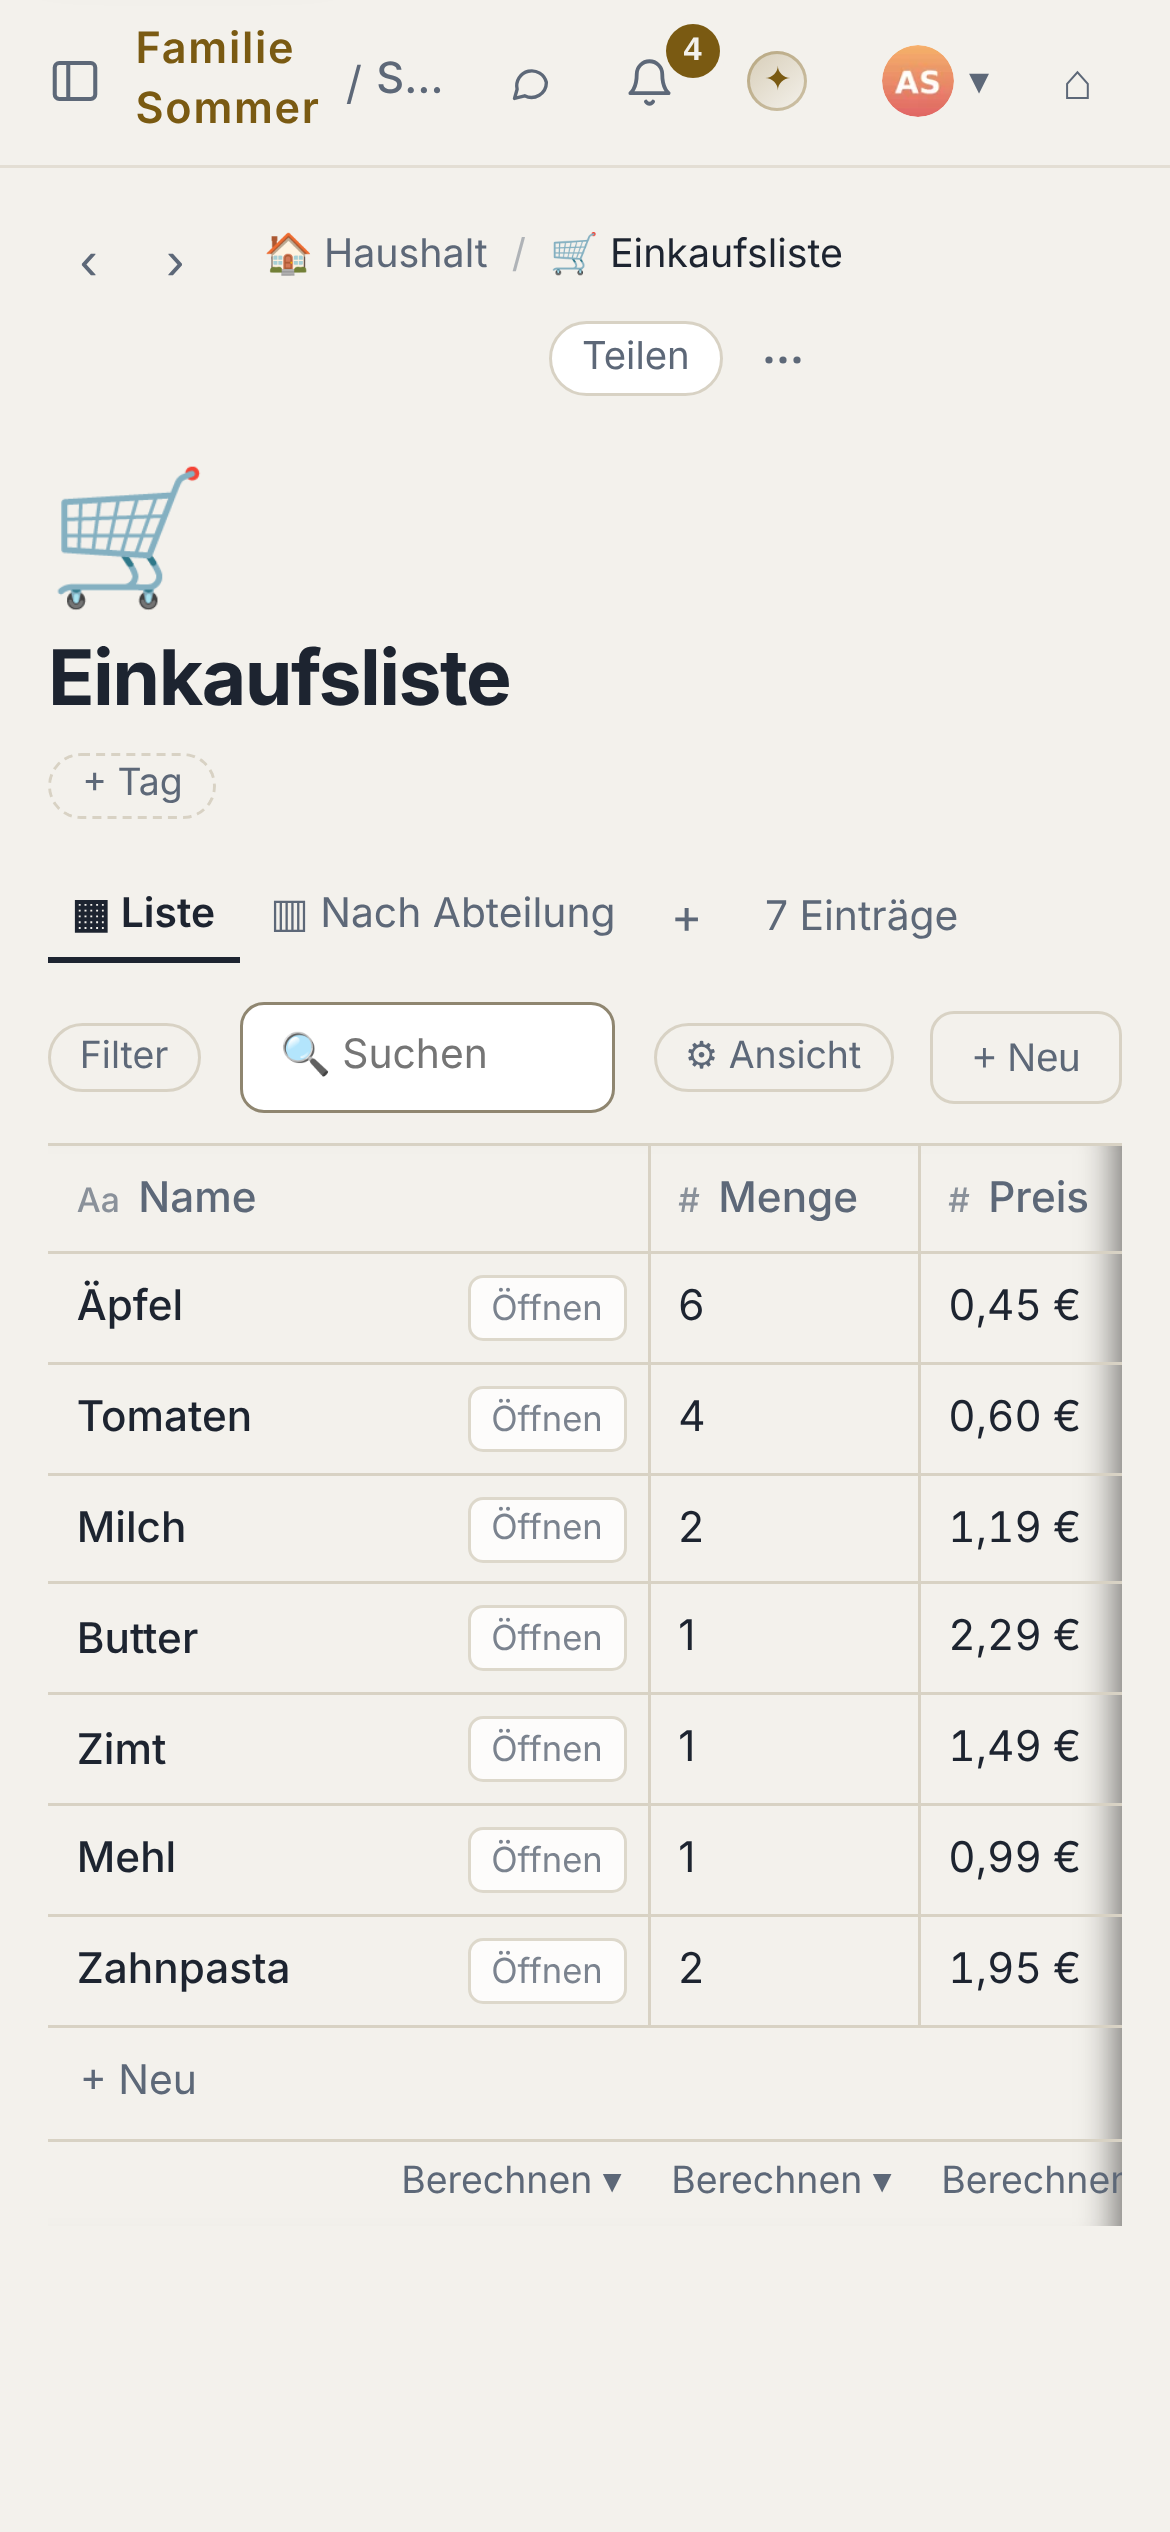 Familie
Sommer / S...
4
AS
🏠 Haushalt / 🛒 Einkaufsliste
Teilen ...
Einkaufsliste
+ Tag
Liste Nach Abteilung + 7 Einträge
Filter 🔍 Suchen ⚙ Ansicht + Neu
Aa Name # Menge # Preis
Äpfel Öffnen 6 0,45 €
Tomaten Öffnen 4 0,60 €
Milch Öffnen 2 1,19 €
Butter Öffnen 1 2,29 €
Zimt Öffnen 1 1,49 €
Mehl Öffnen 1 0,99 €
Zahnpasta Öffnen 2 1,95 €
+ Neu
Berechnen ▾ Berechnen ▾ Berechnen